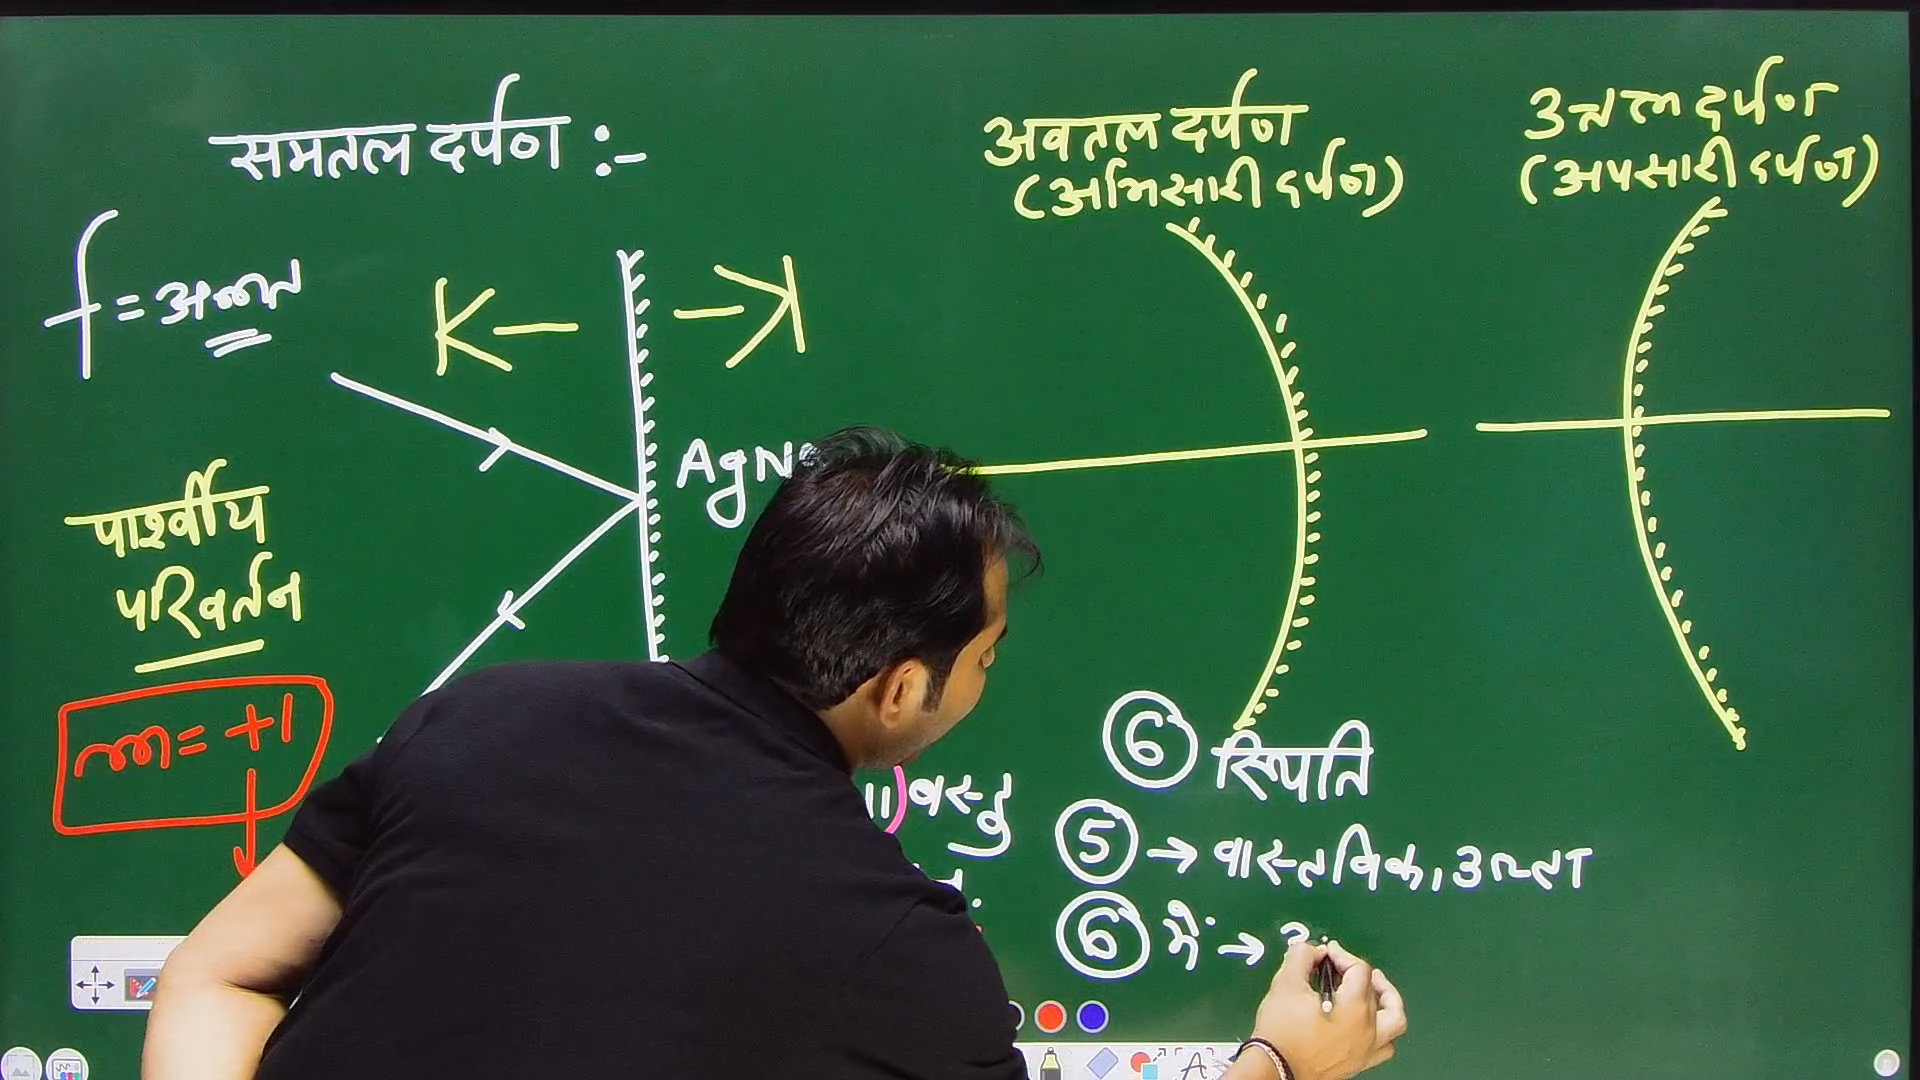 समतल दर्पण :-
f = अनन्त
K
K
AgN
पार्श्वीय
परिवर्तन
m = +1
अवतल दर्पण
(अभिसारी दर्पण)
उत्तल दर्पण
(अपसारी दर्पण)
वस्तु
⑥ स्थिति
⑤ → वास्तविक, उल्टा
⑥ में →